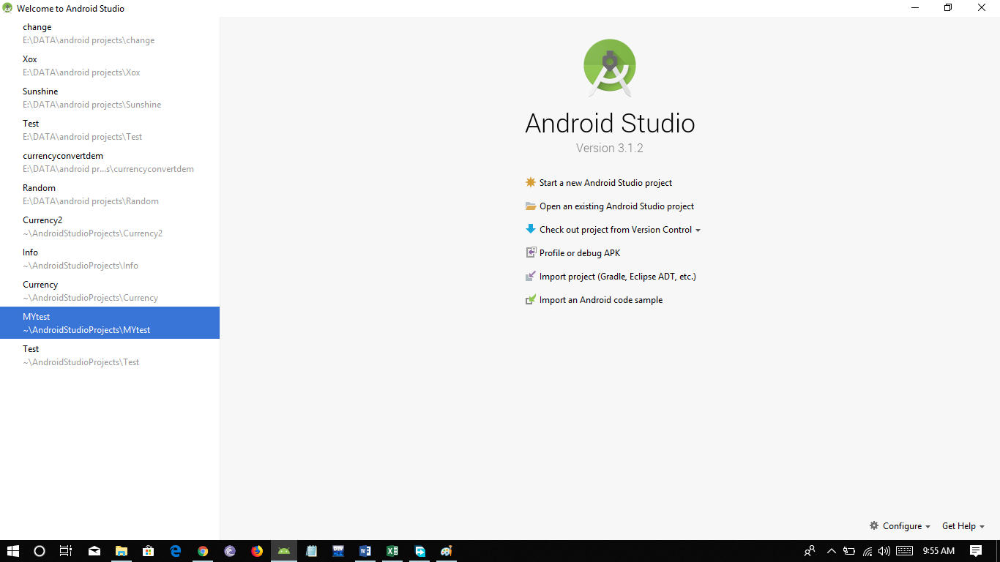 Welcome to Android Studio
change
E:\DATA\android projects\change
Xox
E:\DATA\android projects\Xox
Sunshine
E:\DATA\android projects\Sunshine
Test
E:\DATA\android projects\Test
currencyconvertdem
E:\DATA\android pr...s\currencyconvertdem
Random
E:\DATA\android projects\Random
Currency2
~\AndroidStudioProjects\Currency2
Info
~\AndroidStudioProjects\Info
Currency
~\AndroidStudioProjects\Currency
MYtest
~\AndroidStudioProjects\MYtest
Test
~\AndroidStudioProjects\Test
Android Studio
Version 3.1.2
Start a new Android Studio project
Open an existing Android Studio project
Check out project from Version Control
Profile or debug APK
Import project (Gradle, Eclipse ADT, etc.)
Import an Android code sample
Configure
Get Help
DEV
9:55 AM